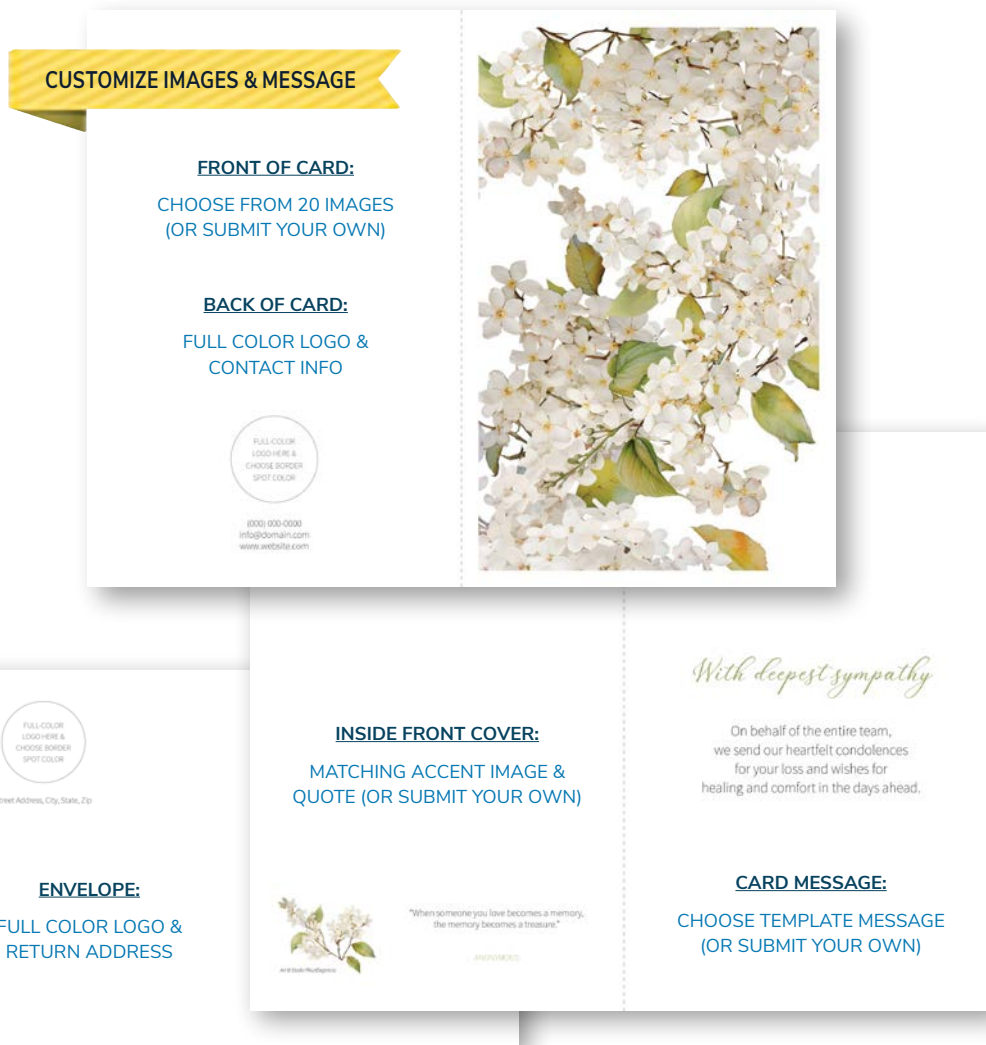 CUSTOMIZE IMAGES & MESSAGE
FRONT OF CARD:
CHOOSE FROM 20 IMAGES
(OR SUBMIT YOUR OWN)
BACK OF CARD:
FULL COLOR LOGO &
CONTACT INFO
FULL-COLOR
LOGO HERE &
CHOOSE BORDER
SPOT COLOR
(000) 000-0000
info@domain.com
www.website.com
With deepest sympathy
On behalf of the entire team,
we send our heartfelt condolences
for your loss and wishes for
healing and comfort in the days ahead.
INSIDE FRONT COVER:
MATCHING ACCENT IMAGE &
QUOTE (OR SUBMIT YOUR OWN)
"When someone you love becomes a memory,
the memory becomes a treasure."
ANONYMOUS
CARD MESSAGE:
CHOOSE TEMPLATE MESSAGE
(OR SUBMIT YOUR OWN)
FULL-COLOR
LOGO HERE &
CHOOSE BORDER
SPOT COLOR
Address, City, State, Zip
ENVELOPE:
FULL COLOR LOGO &
RETURN ADDRESS